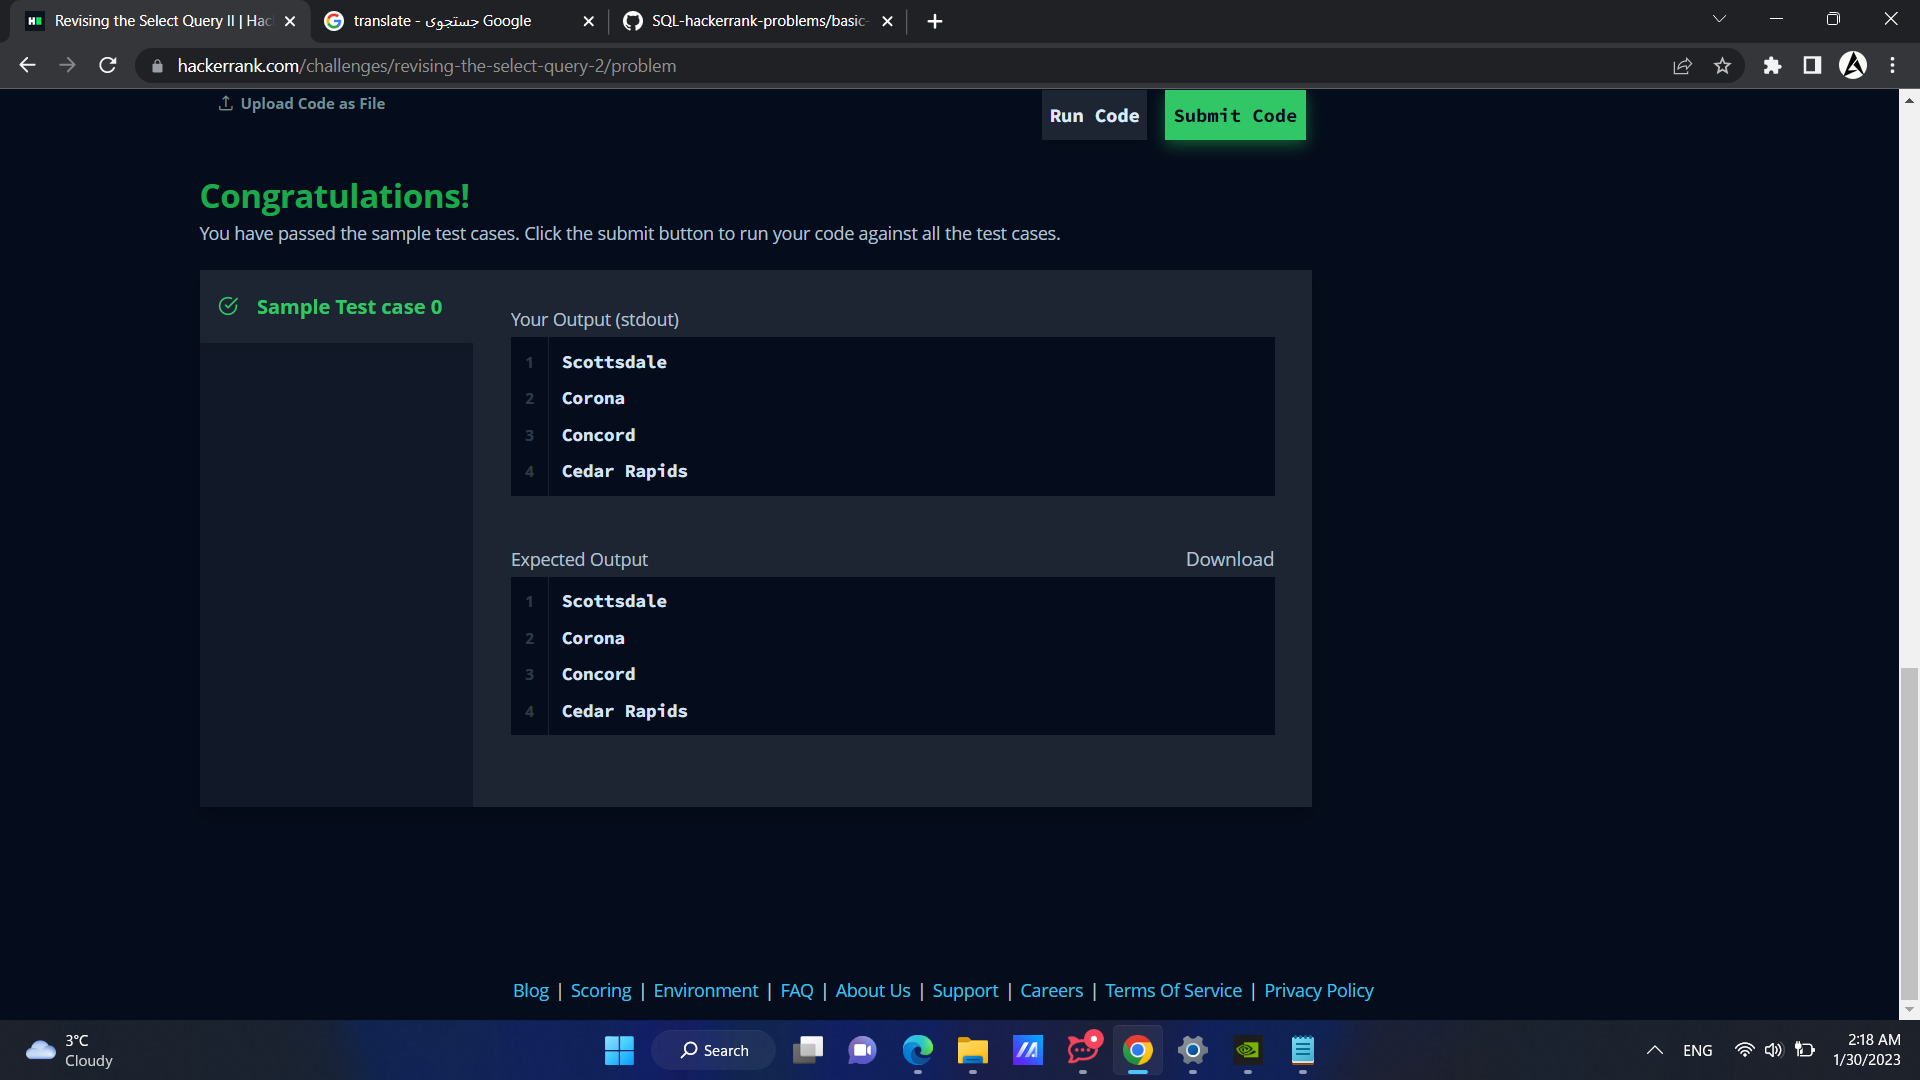 Revising the Select Query II | Hac
translate - جستجوی Google
SQL-hackerrank-problems/basic-
hackerrank.com/challenges/revising-the-select-query-2/problem
Upload Code as File
Run Code
Submit Code
Congratulations!
You have passed the sample test cases. Click the submit button to run your code against all the test cases.
Sample Test case 0
Your Output (stdout)
1 Scottsdale
2 Corona
3 Concord
4 Cedar Rapids
Expected Output
Download
1 Scottsdale
2 Corona
3 Concord
4 Cedar Rapids
Blog | Scoring | Environment | FAQ | About Us | Support | Careers | Terms Of Service | Privacy Policy
3°C
Cloudy
Search
ENG
2:18 AM
1/30/2023